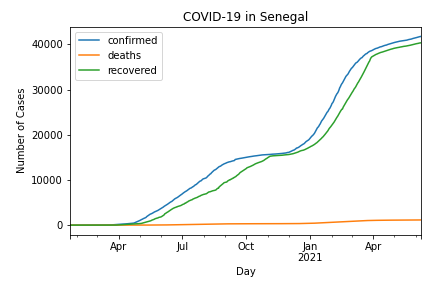 COVID-19 in Senegal
confirmed
deaths
recovered
Number of Cases
40000
30000
20000
10000
0
Apr Jul Oct Jan Apr
2021
Day